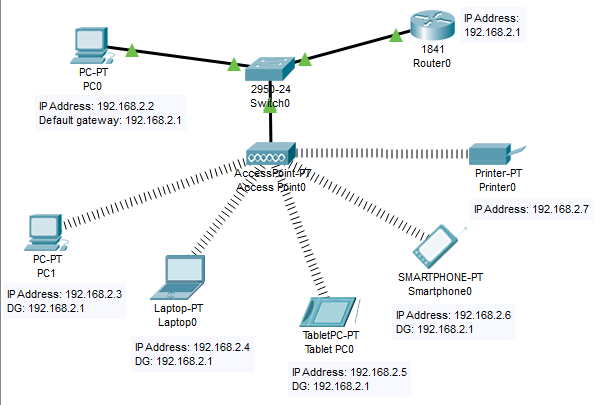 IP Address:
192.168.2.1
1841
Router0
PC-PT
PC0
2950-24
Switch0
IP Address: 192.168.2.2
Default gateway: 192.168.2.1
AccessPoint-PT
Access Point0
Printer-PT
Printer0
IP Address: 192.168.2.7
PC-PT
PC1
IP Address: 192.168.2.3
DG: 192.168.2.1
Laptop-PT
Laptop0
IP Address: 192.168.2.4
DG: 192.168.2.1
TabletPC-PT
Tablet PC0
IP Address: 192.168.2.5
DG: 192.168.2.1
SMARTPHONE-PT
Smartphone0
IP Address: 192.168.2.6
DG: 192.168.2.1